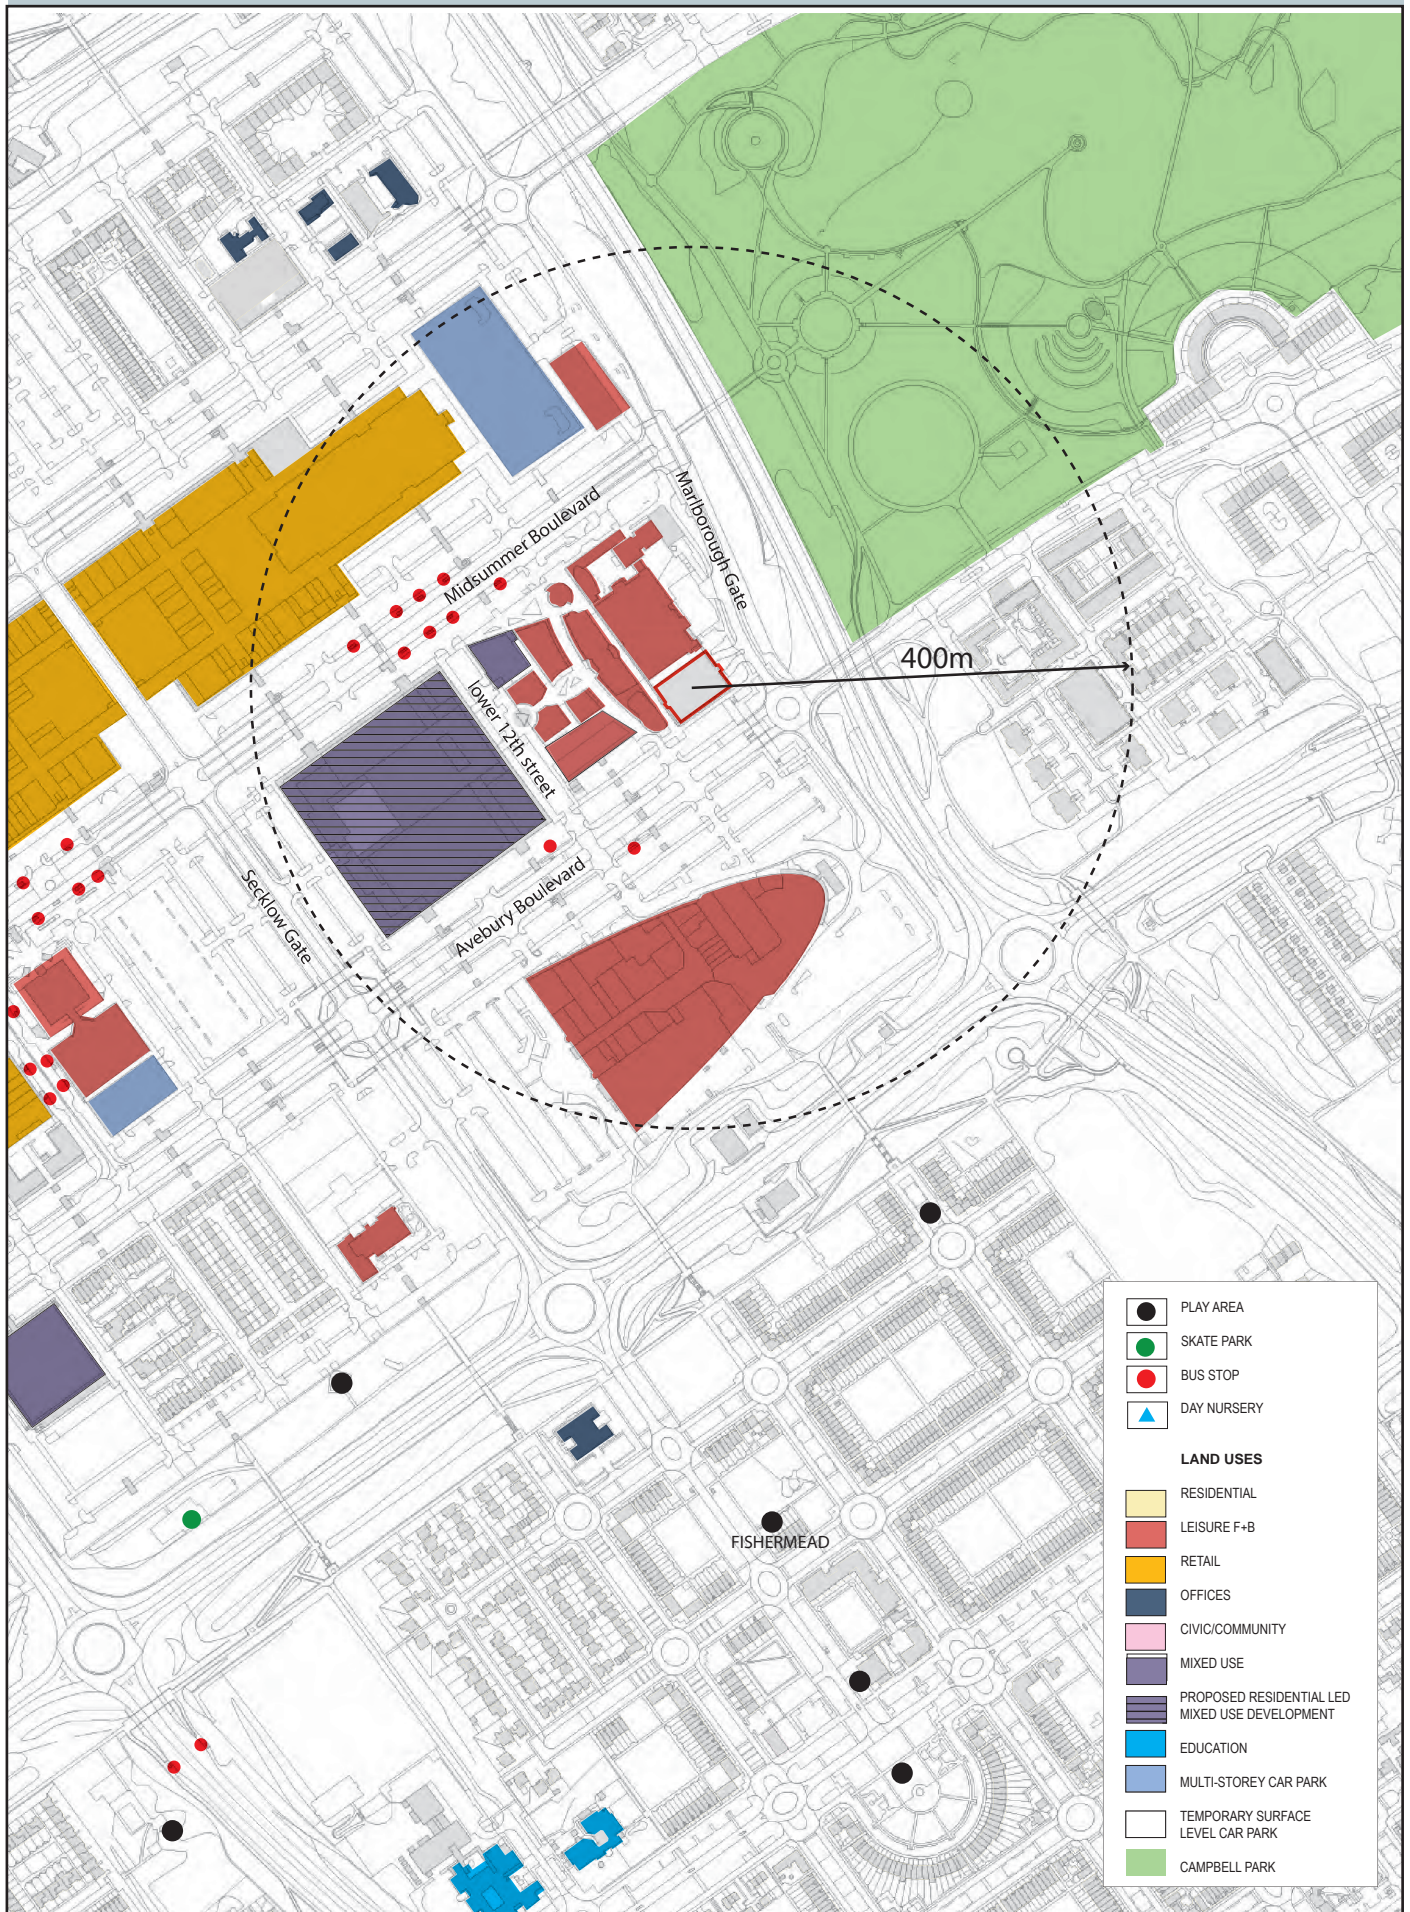 Midsummer Boulevard
Marlborough Gate
400m
lower 12th street
Avebury Boulevard
Secklow Gate
FISHERMEAD
PLAY AREA
SKATE PARK
BUS STOP
DAY NURSERY
LAND USES
RESIDENTIAL
LEISURE F+B
RETAIL
OFFICES
CIVIC/COMMUNITY
MIXED USE
PROPOSED RESIDENTIAL LED
MIXED USE DEVELOPMENT
EDUCATION
MULTI-STOREY CAR PARK
TEMPORARY SURFACE
LEVEL CAR PARK
CAMPBELL PARK